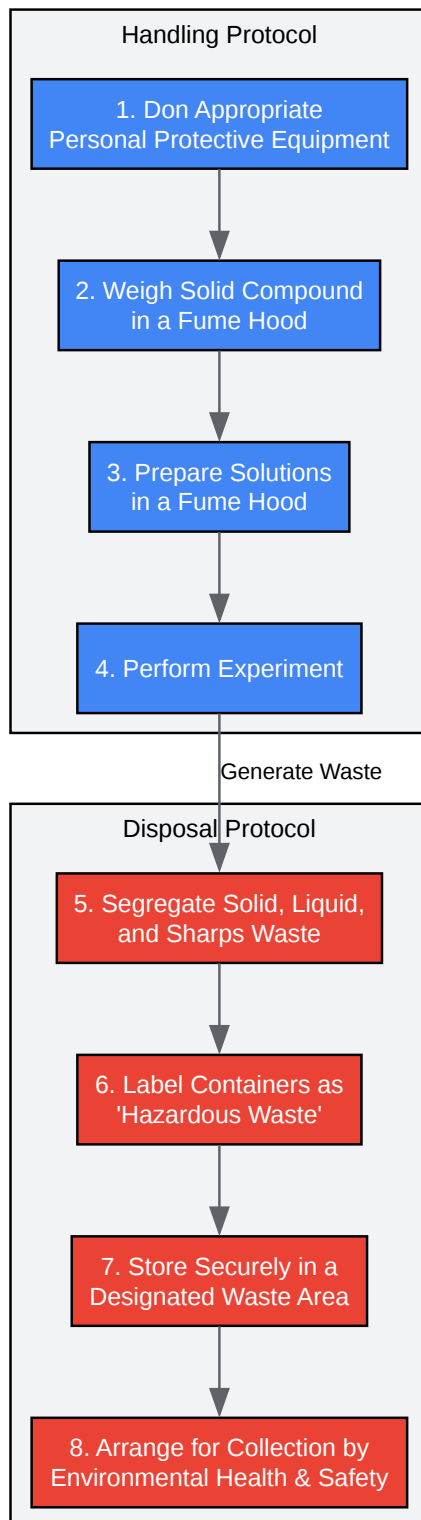 Handling Protocol
1. Don Appropriate
Personal Protective Equipment
2. Weigh Solid Compound
in a Fume Hood
3. Prepare Solutions
in a Fume Hood
4. Perform Experiment
Generate Waste
Disposal Protocol
5. Segregate Solid, Liquid,
and Sharps Waste
6. Label Containers as
'Hazardous Waste'
7. Store Securely in a
Designated Waste Area
8. Arrange for Collection by
Environmental Health & Safety